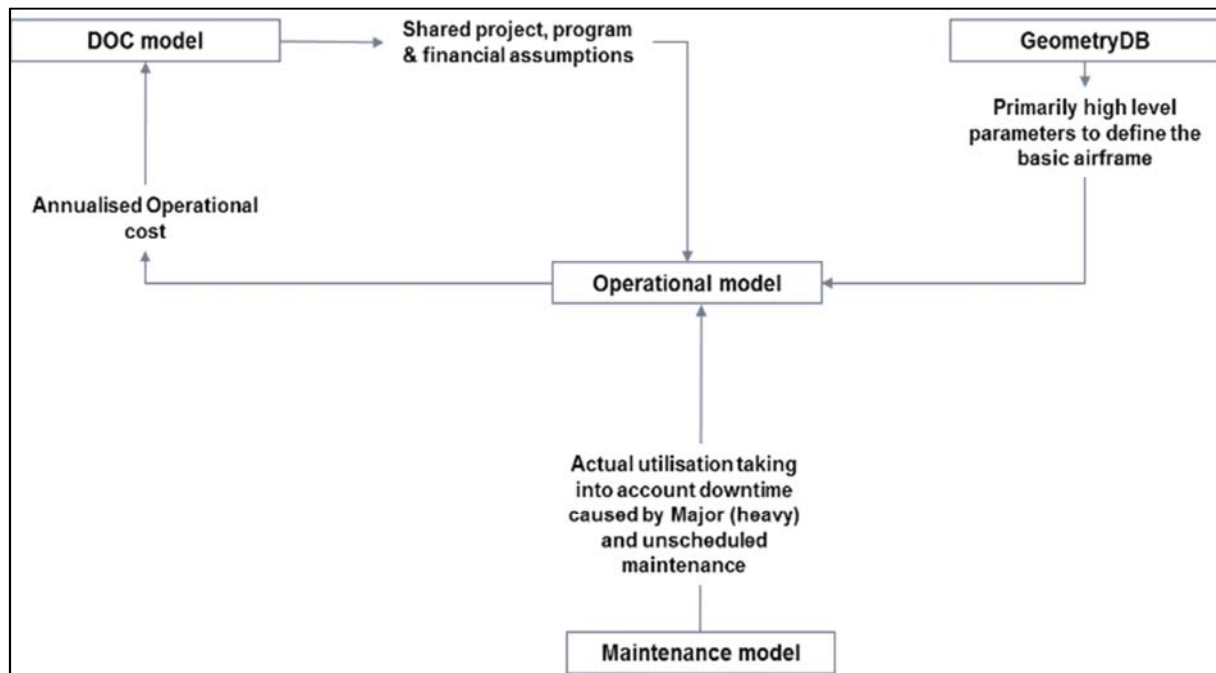 DOC model
Shared project, program
& financial assumptions
GeometryDB
Primarily high level
parameters to define the
basic airframe
Annualised Operational
cost
Operational model
Actual utilisation taking
into account downtime
caused by Major (heavy)
and unscheduled
maintenance
Maintenance model